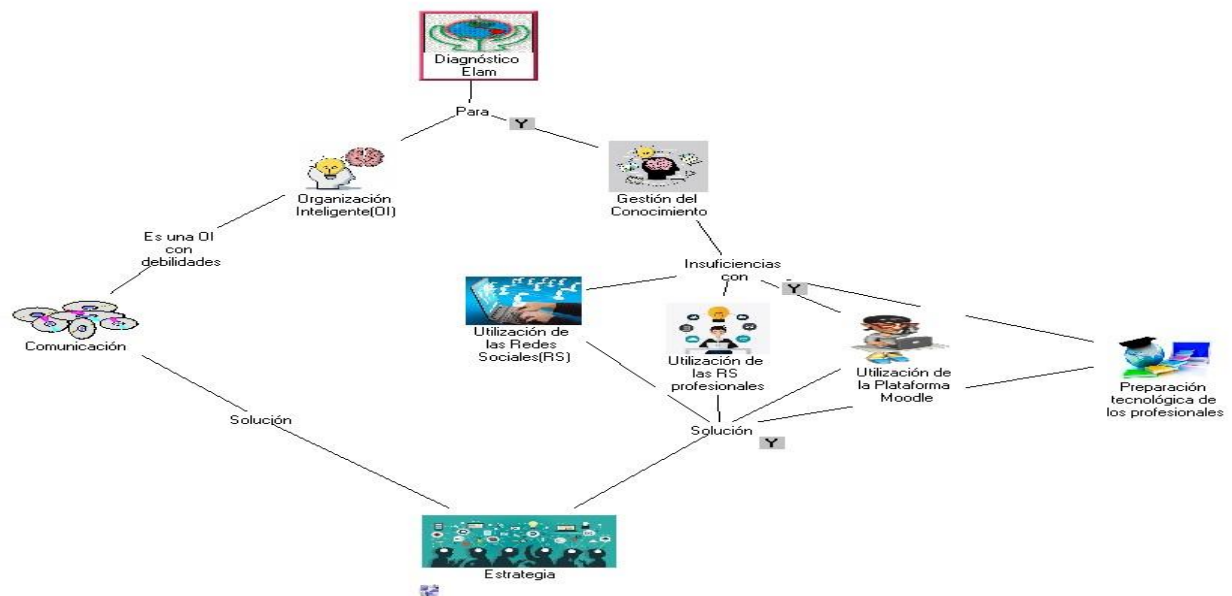 Diagnóstico
Elam
Para
Y
Organización
Inteligente(OI)
Gestión del
Conocimiento
Es una OI
con
debilidades
Insuficiencias
con
Y
Comunicación
Utilización de
las Redes
Sociales(RS)
Utilización de
las RS
profesionales
Utilización de
la Plataforma
Moodle
Preparación
tecnológica de
los profesionales
Solución
Solución
Y
Estrategia